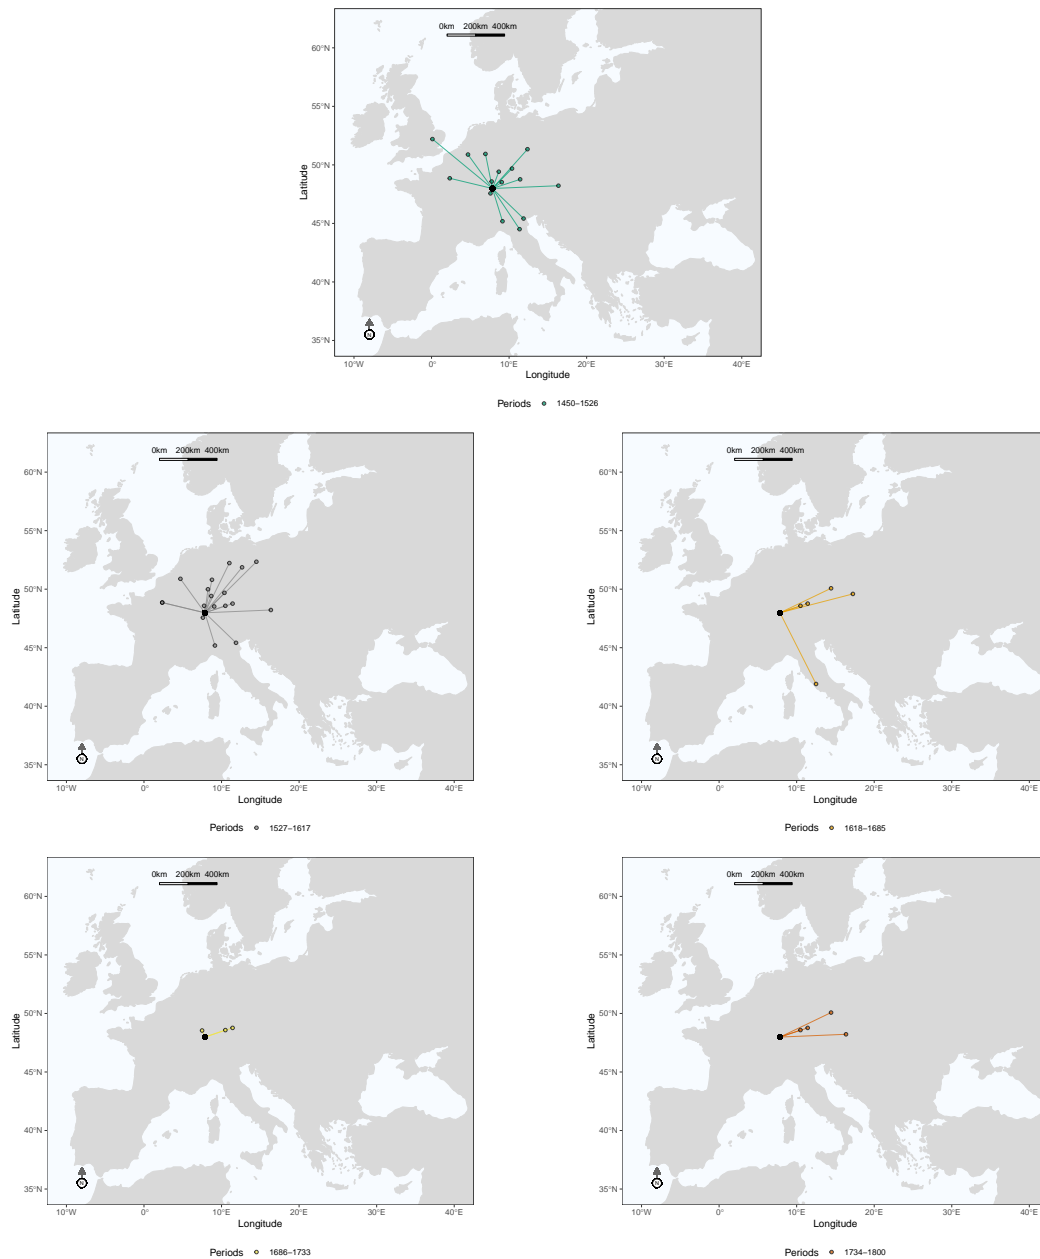 0km 200km 400km
60°N
55°N
50°N
45°N
40°N
35°N
Latitude
N
10°W 0° 10°E 20°E 30°E 40°E
Longitude
Periods 1450–1526
0km 200km 400km
60°N
55°N
50°N
45°N
40°N
35°N
Latitude
N
10°W 0° 10°E 20°E 30°E 40°E
Longitude
Periods 1527–1617
0km 200km 400km
60°N
55°N
50°N
45°N
40°N
35°N
Latitude
N
10°W 0° 10°E 20°E 30°E 40°E
Longitude
Periods 1618–1685
0km 200km 400km
60°N
55°N
50°N
45°N
40°N
35°N
Latitude
N
10°W 0° 10°E 20°E 30°E 40°E
Longitude
Periods 1686–1733
0km 200km 400km
60°N
55°N
50°N
45°N
40°N
35°N
Latitude
N
10°W 0° 10°E 20°E 30°E 40°E
Longitude
Periods 1734–1800